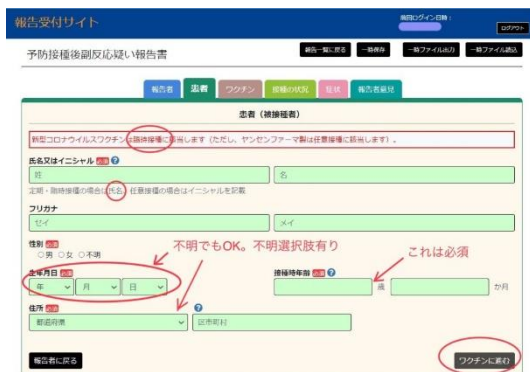 報告受付サイト
前回ログイン日時：
ログアウト
予防接種後副反応疑い報告書
報告一覧に戻る 一時保存 一時ファイル出力 一時ファイル読込
報告者 患者 ワクチン 接種の状況 症状 報告者意見
患者（被接種者）
新型コロナウイルスワクチンは臨時接種に該当します（ただし、ヤンセンファーマ製は任意接種に該当します）。
氏名又はイニシャル 必須 ?
姓 名
定期・臨時接種の場合は氏名、任意接種の場合はイニシャルを記載
フリガナ
セイ メイ
性別 必須
男 女 不明
不明でもOK。不明選択肢有り
これは必須
生年月日 必須 接種時年齢 必須 ?
年 月 日 歳 か月
住所 必須 ?
都道府県 区市町村
報告者に戻る ワクチンに進む